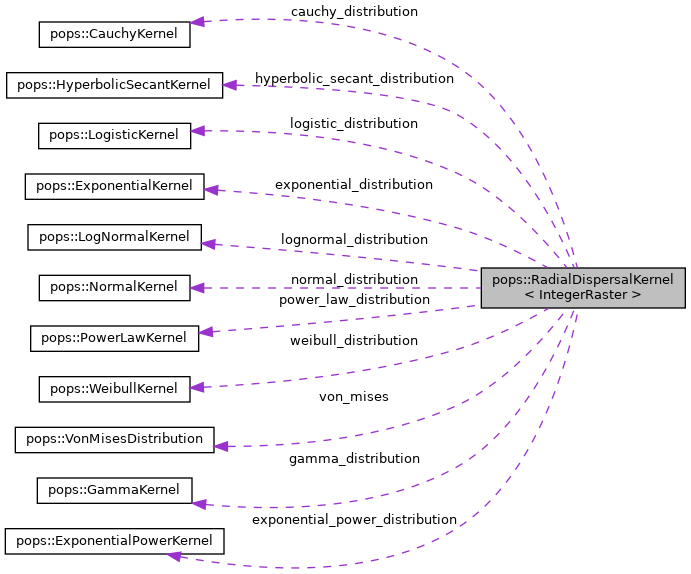 cauchy_distribution
pops::CauchyKernel
hyperbolic_secant_distribution
pops::HyperbolicSecantKernel
logistic_distribution
pops::LogisticKernel
exponential_distribution
pops::ExponentialKernel
lognormal_distribution
pops::LogNormalKernel
normal_distribution
pops::NormalKernel
pops::RadialDispersalKernel
< IntegerRaster >
power_law_distribution
pops::PowerLawKernel
weibull_distribution
pops::WeibullKernel
von_mises
pops::VonMisesDistribution
gamma_distribution
pops::GammaKernel
exponential_power_distribution
pops::ExponentialPowerKernel